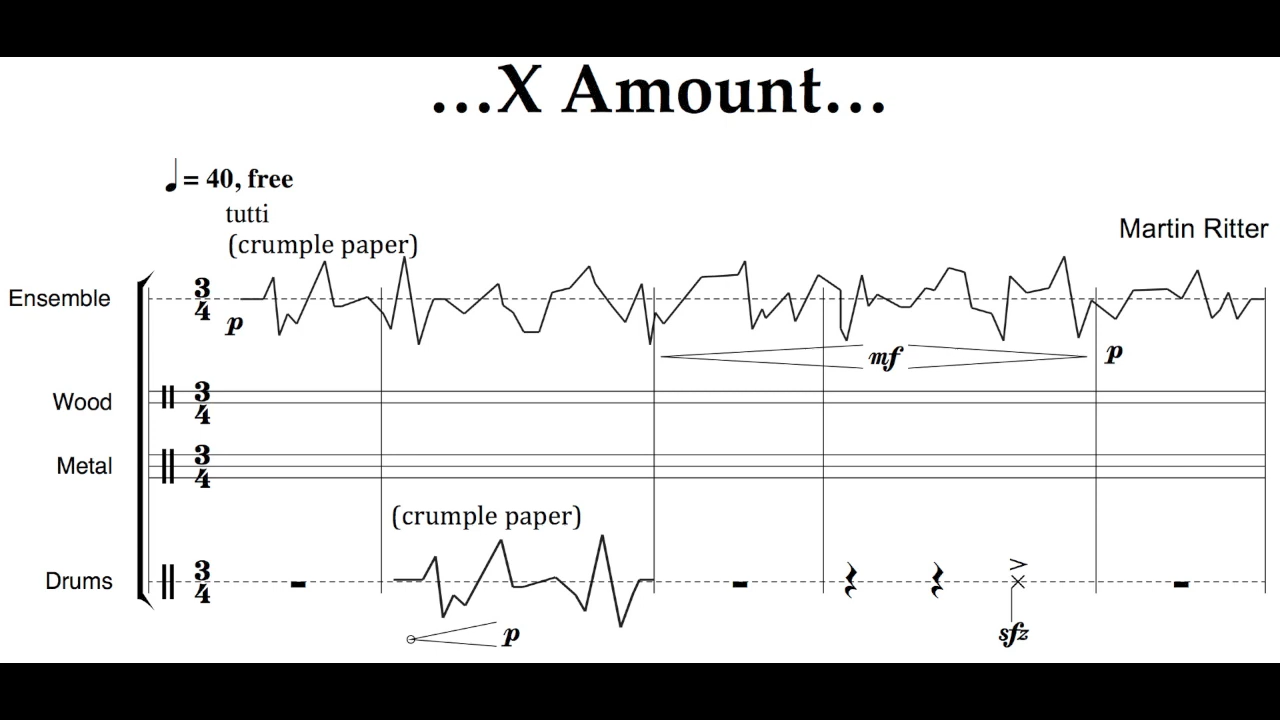 ...X Amount...
♩= 40, free
tutti
(crumple paper)
Martin Ritter
Ensemble
3
4
p
mf
p
Wood
3
4
Metal
3
4
(crumple paper)
Drums
3
4
p
sfz